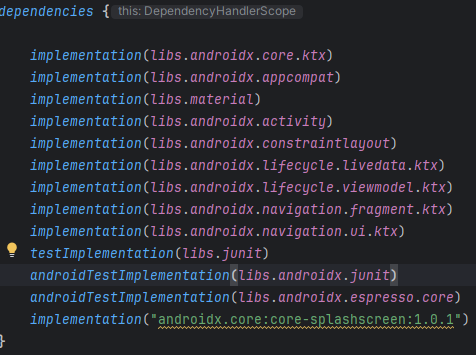 dependencies { this: DependencyHandlerScope
implementation(libs.androidx.core.ktx)
implementation(libs.androidx.appcompat)
implementation(libs.material)
implementation(libs.androidx.activity)
implementation(libs.androidx.constraintlayout)
implementation(libs.androidx.lifecycle.livedata.ktx)
implementation(libs.androidx.lifecycle.viewmodel.ktx)
implementation(libs.androidx.navigation.fragment.ktx)
implementation(libs.androidx.navigation.ui.ktx)
testImplementation(libs.junit)
androidTestImplementation(libs.androidx.junit)
androidTestImplementation(libs.androidx.espresso.core)
implementation("androidx.core:core-splashscreen:1.0.1")
}